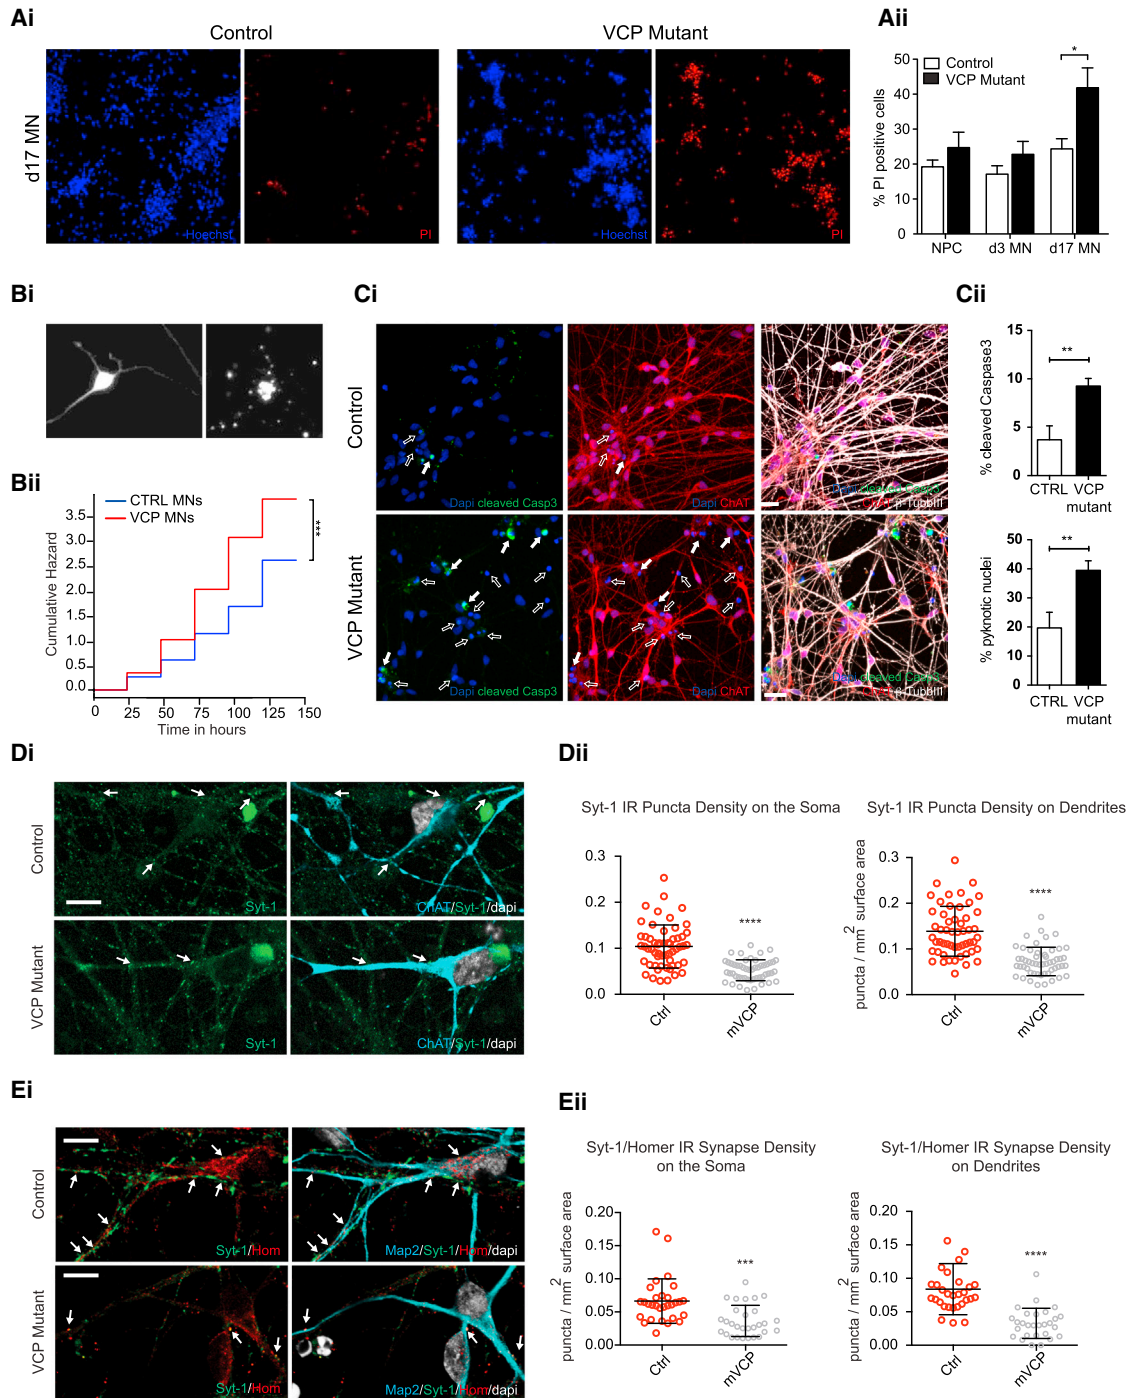 Ai
Control
VCP Mutant
d17 MN
Hoechst
PI
Hoechst
PI
Aii
Control
VCP Mutant
*
% PI positive cells
50
40
30
20
10
0
NPC
d3 MN
d17 MN
Bi
Bii
CTRL MNs
VCP MNs
***
Cumulative Hazard
3.5
3.0
2.5
2.0
1.5
1.0
0.5
0.0
0
25
50
75
100
125
150
Time in hours
Ci
Control
Dapi cleaved Casp3
Dapi ChAT
Dapi cleaved Casp3
ChAT β-TubbIII
VCP Mutant
Dapi cleaved Casp3
Dapi ChAT
Dapi cleaved Casp3
ChAT β-TubbIII
Cii
% cleaved Caspase3
15
10
5
0
**
CTRL
VCP
mutant
% pyknotic nuclei
50
40
30
20
10
0
**
CTRL
VCP
mutant
Di
Control
Syt-1
ChAT/Syt-1/dapi
VCP Mutant
Syt-1
ChAT/Syt-1/dapi
Dii
Syt-1 IR Puncta Density on the Soma
0.3
0.2
0.1
0.0
****
Ctrl
mVCP
Syt-1 IR Puncta Density on Dendrites
puncta / mm2 surface area
0.3
0.2
0.1
0.0
****
Ctrl
mVCP
Ei
Control
Syt-1/Hom
Map2/Syt-1/Hom/dapi
VCP Mutant
Syt-1/Hom
Map2/Syt-1/Hom/dapi
Eii
Syt-1/Homer IR Synapse Density
on the Soma
puncta / mm2 surface area
0.20
0.15
0.10
0.05
0.00
***
Ctrl
mVCP
Syt-1/Homer IR Synapse Density
on Dendrites
puncta / mm2 surface area
0.20
0.15
0.10
0.05
0.00
****
Ctrl
mVCP